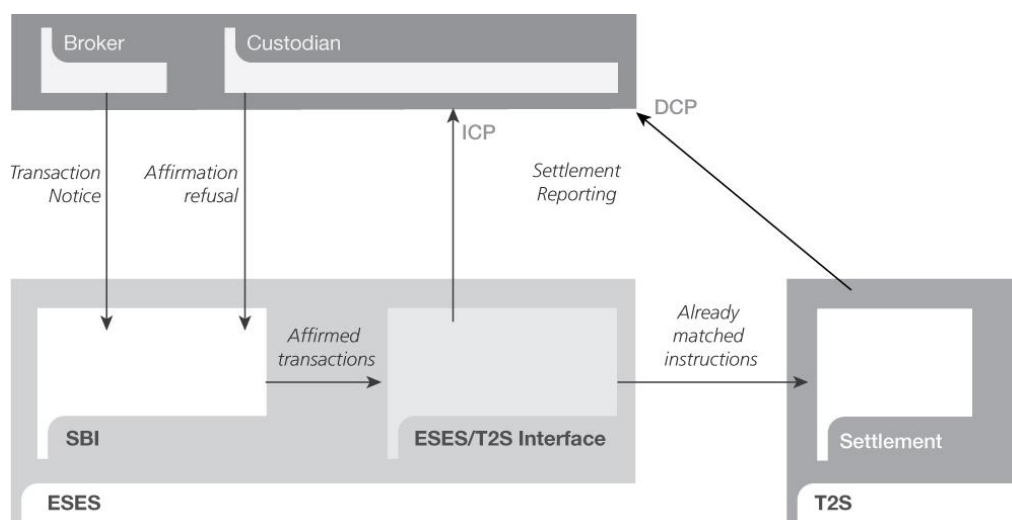 Broker
Custodian
ICP
DCP
Transaction
Notice
Affirmation
refusal
Settlement
Reporting
Affirmed
transactions
Already
matched
instructions
SBI
ESES/T2S Interface
Settlement
ESES
T2S